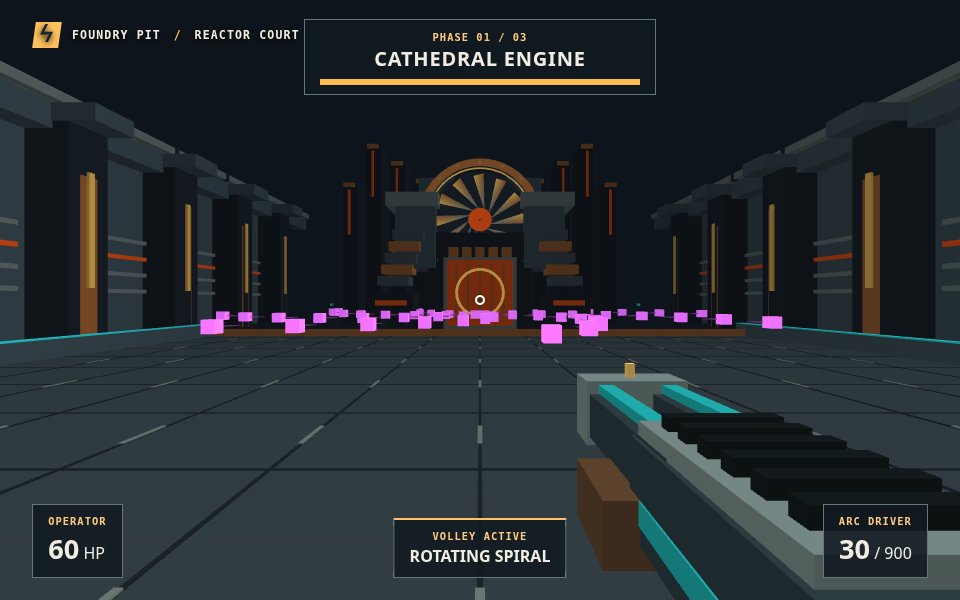 FOUNDRY PIT / REACTOR COURT
PHASE 01 / 03
CATHEDRAL ENGINE
OPERATOR
60 HP
VOLLEY ACTIVE
ROTATING SPIRAL
ARC DRIVER
30 / 900